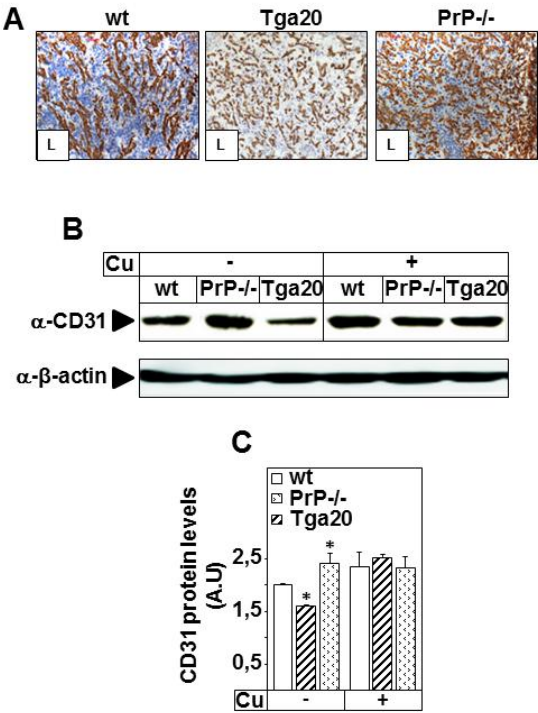 A
wt Tga20 PrP-/-
L L L
B
Cu - +
wt PrP-/- Tga20 wt PrP-/- Tga20
α-CD31
α-β-actin
C
wt
PrP-/-
Tga20
CD31 protein levels
(A.U)
2,5
1,5
0,5
* *
Cu - +